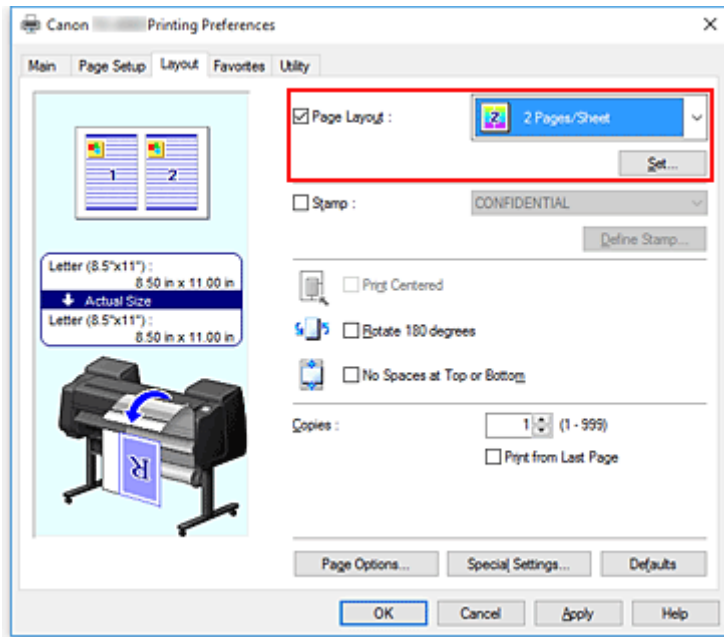 Canon Printing Preferences
Main Page Setup Layout Favorites Utility
1 2
Letter (8.5"x11") :
8.50 in x 11.00 in
Actual Size
Letter (8.5"x11") :
8.50 in x 11.00 in
R
Page Layout : 2 2 Pages/Sheet
Set...
Stamp : CONFIDENTIAL
Define Stamp...
Print Centered
Rotate 180 degrees
No Spaces at Top or Bottom
Copies : 1 (1 - 999)
Print from Last Page
Page Options... Special Settings... Defaults
OK Cancel Apply Help